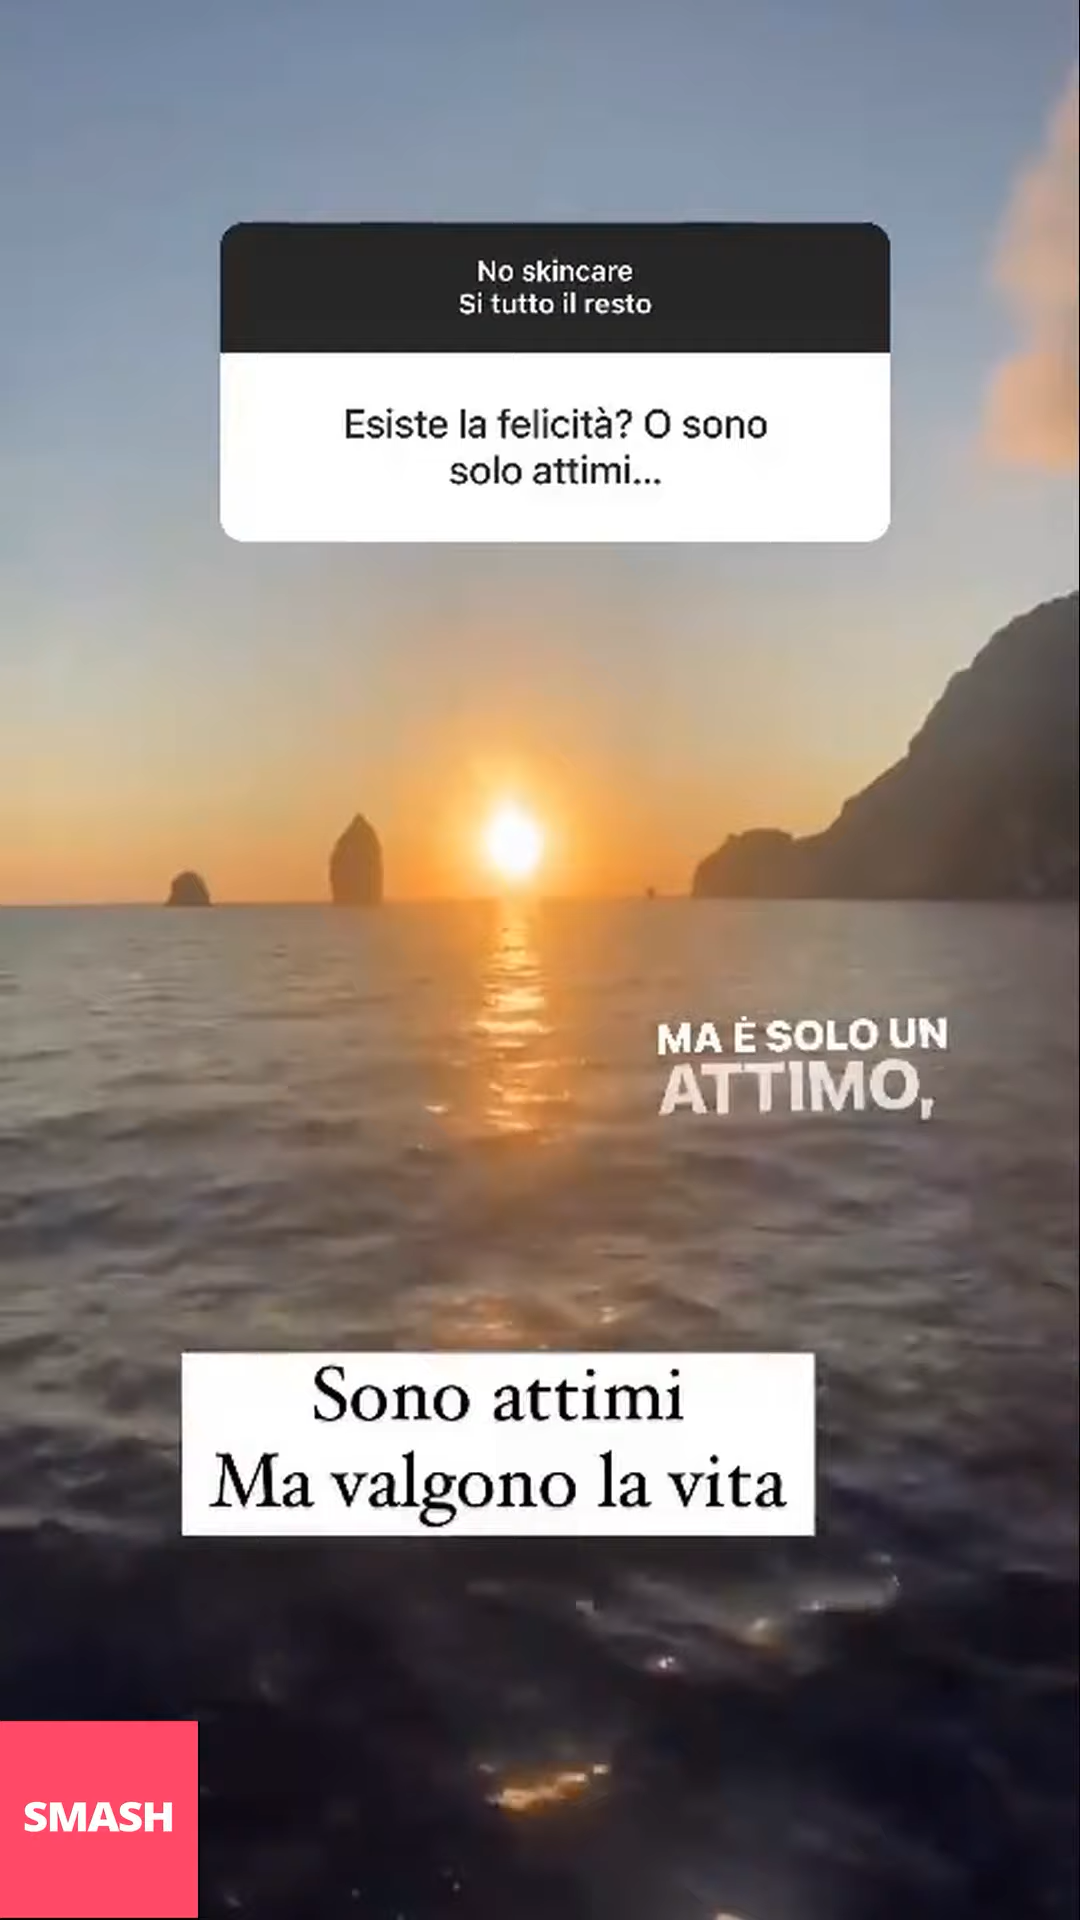 No skincare
Si tutto il resto
Esiste la felicità? O sono
solo attimi...
MA È SOLO UN
ATTIMO,
Sono attimi
Ma valgono la vita
SMASH